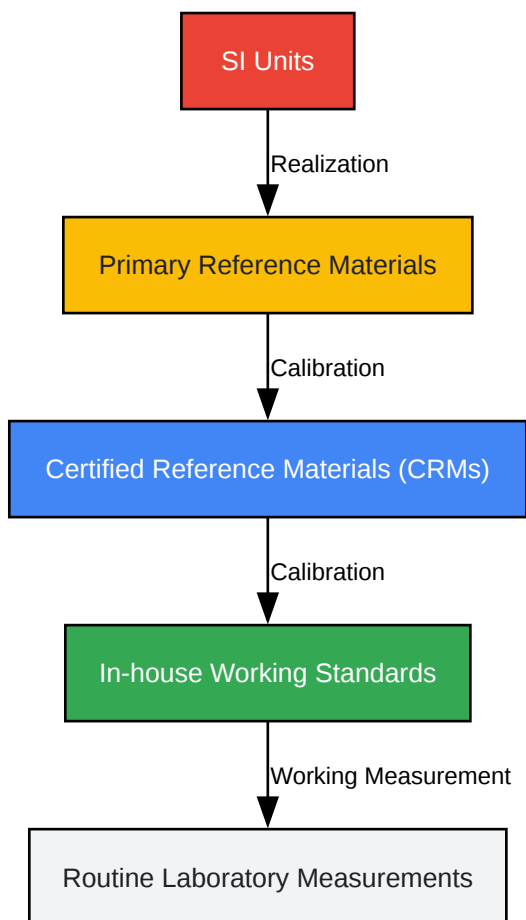 SI Units
Realization
Primary Reference Materials
Calibration
Certified Reference Materials (CRMs)
Calibration
In-house Working Standards
Working Measurement
Routine Laboratory Measurements